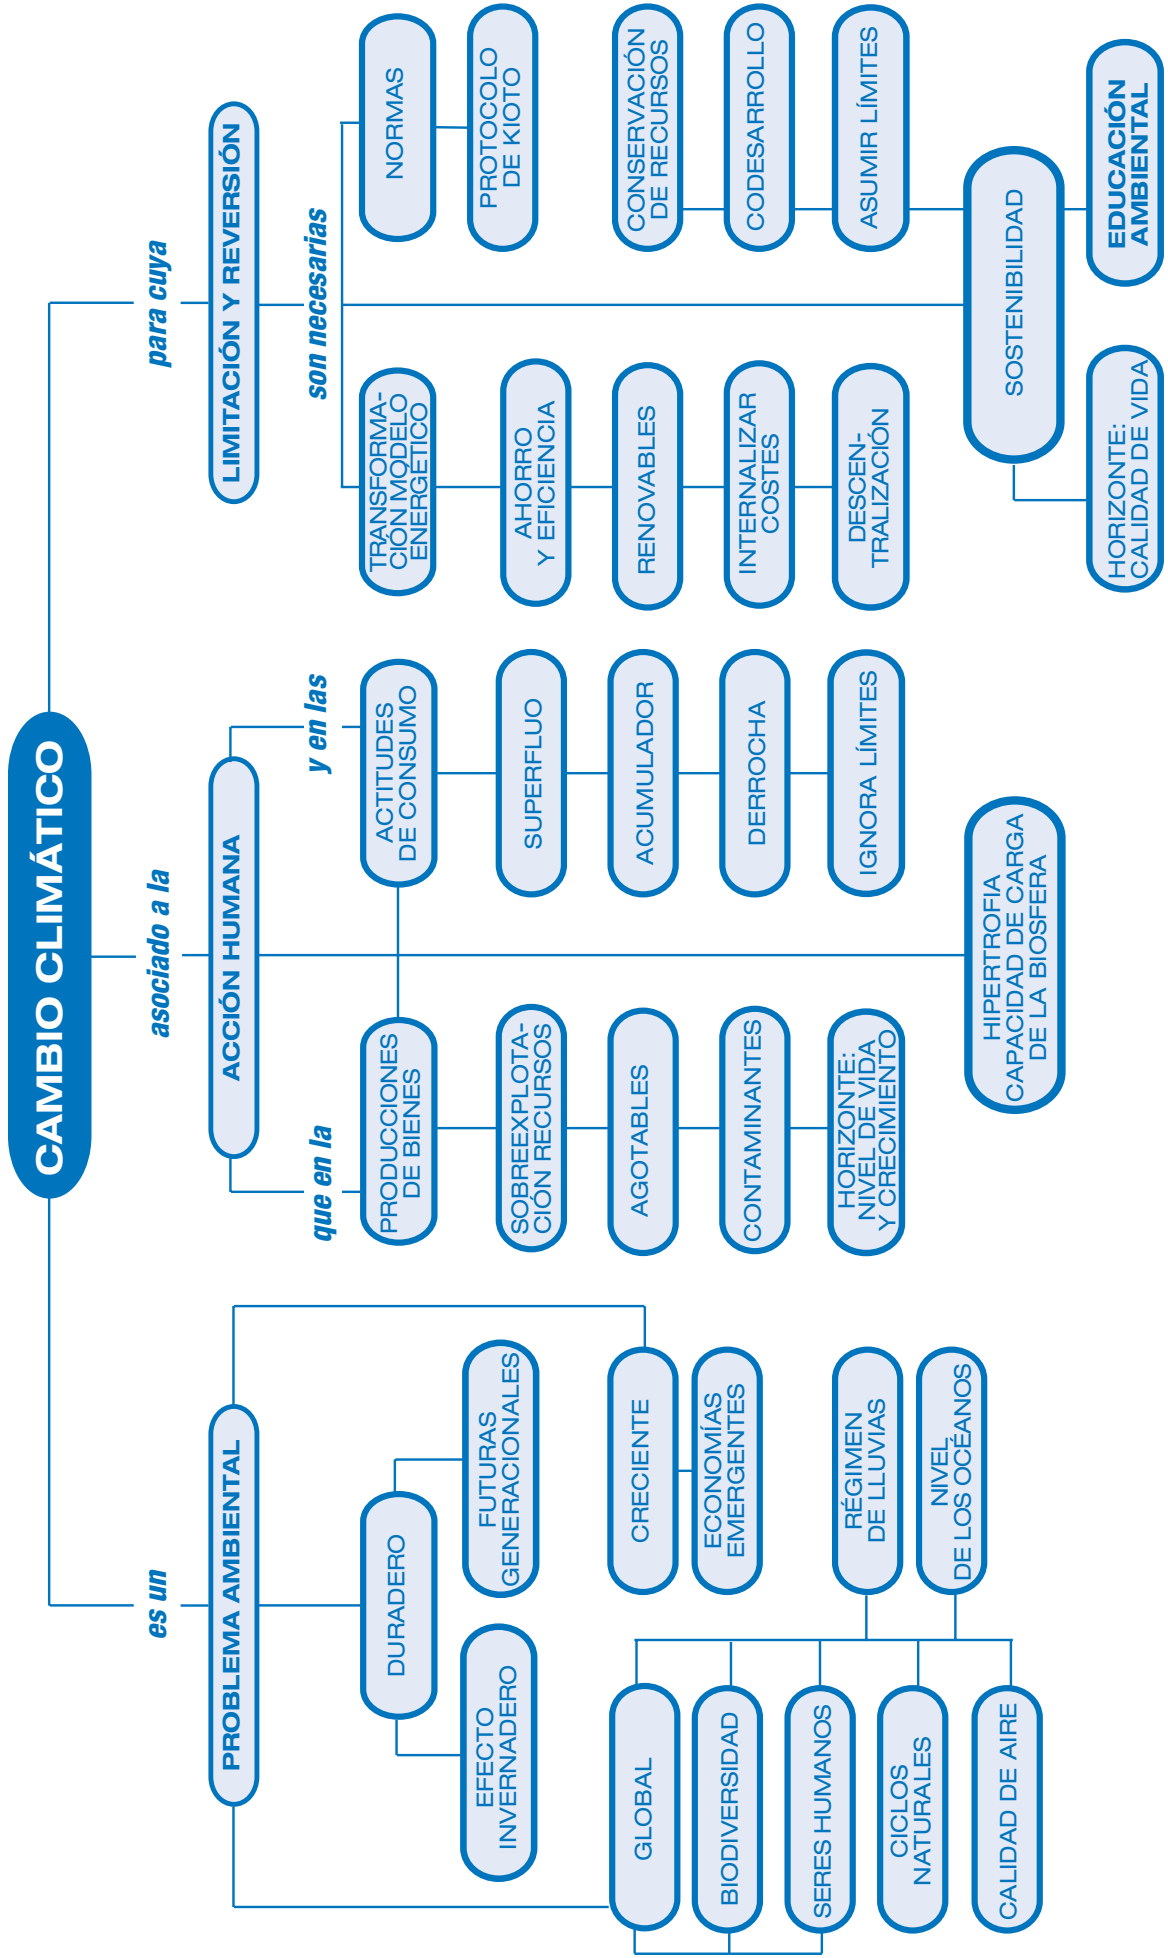 CAMBIO CLIMÁTICO
es un
PROBLEMA AMBIENTAL
DURADERO
EFECTO
INVERNADERO
FUTURAS
GENERACIONALES
GLOBAL
BIODIVERSIDAD
SERES HUMANOS
CICLOS
NATURALES
CALIDAD DE AIRE
CRECIENTE
ECONOMÍAS
EMERGENTES
RÉGIMEN
DE LLUVIAS
NIVEL
DE LOS OCÉANOS
asociado a la
ACCIÓN HUMANA
que en la
PRODUCCIONES
DE BIENES
SOBREEXPLOTA-
CIÓN RECURSOS
AGOTABLES
CONTAMINANTES
HORIZONTE:
NIVEL DE VIDA
Y CRECIMIENTO
y en las
ACTITUDES
DE CONSUMO
SUPERFLUO
ACUMULADOR
DERROCHA
IGNORA LÍMITES
HIPERTROFIA
CAPACIDAD DE CARGA
DE LA BIOSFERA
para cuya
LIMITACIÓN Y REVERSIÓN
son necesarias
TRANSFORMA-
CIÓN MODELO
ENERGÉTICO
AHORRO
Y EFICIENCIA
RENOVABLES
INTERNALIZAR
COSTES
DESCEN-
TRALIZACIÓN
NORMAS
PROTOCOLO
DE KIOTO
CONSERVACIÓN
DE RECURSOS
CODESARROLLO
ASUMIR LÍMITES
SOSTENIBILIDAD
HORIZONTE:
CALIDAD DE VIDA
EDUCACIÓN
AMBIENTAL